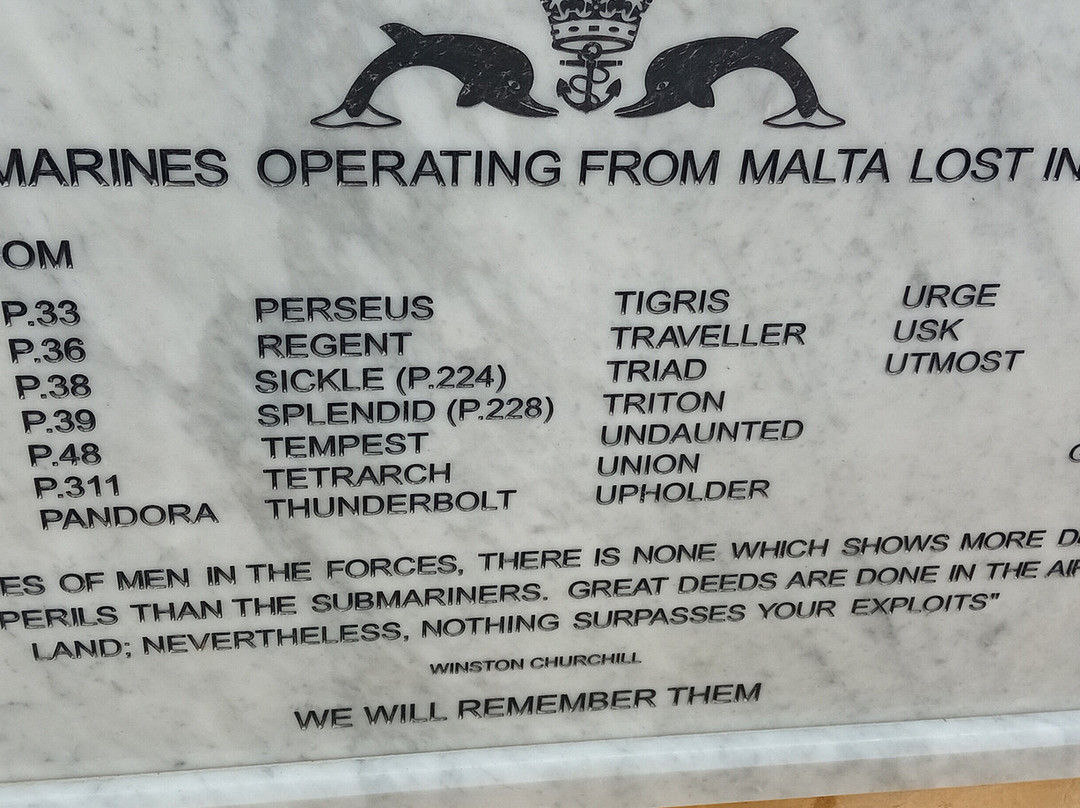 MARINES OPERATING FROM MALTA LOST IN
OM
P.33 PERSEUS TIGRIS URGE
P.36 REGENT TRAVELLER USK
P.38 SICKLE (P.224) TRIAD UTMOST
P.39 SPLENDID (P.228) TRITON
P.48 TEMPEST UNDAUNTED
P.311 TETRARCH UNION
PANDORA THUNDERBOLT UPHOLDER
ES OF MEN IN THE FORCES, THERE IS NONE WHICH SHOWS MORE D
PERILS THAN THE SUBMARINERS. GREAT DEEDS ARE DONE IN THE AI
LAND; NEVERTHELESS, NOTHING SURPASSES YOUR EXPLOITS"
WINSTON CHURCHILL
WE WILL REMEMBER THEM